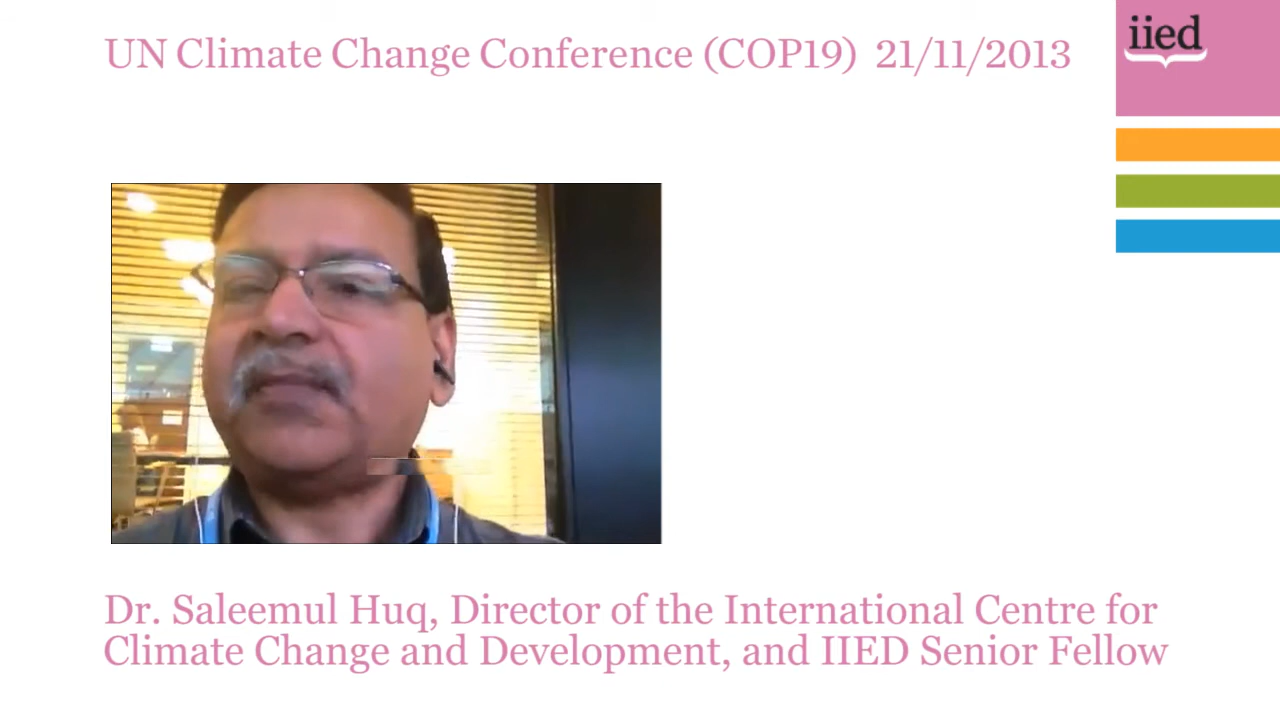 UN Climate Change Conference (COP19) 21/11/2013
iied
Dr. Saleemul Huq, Director of the International Centre for
Climate Change and Development, and IIED Senior Fellow